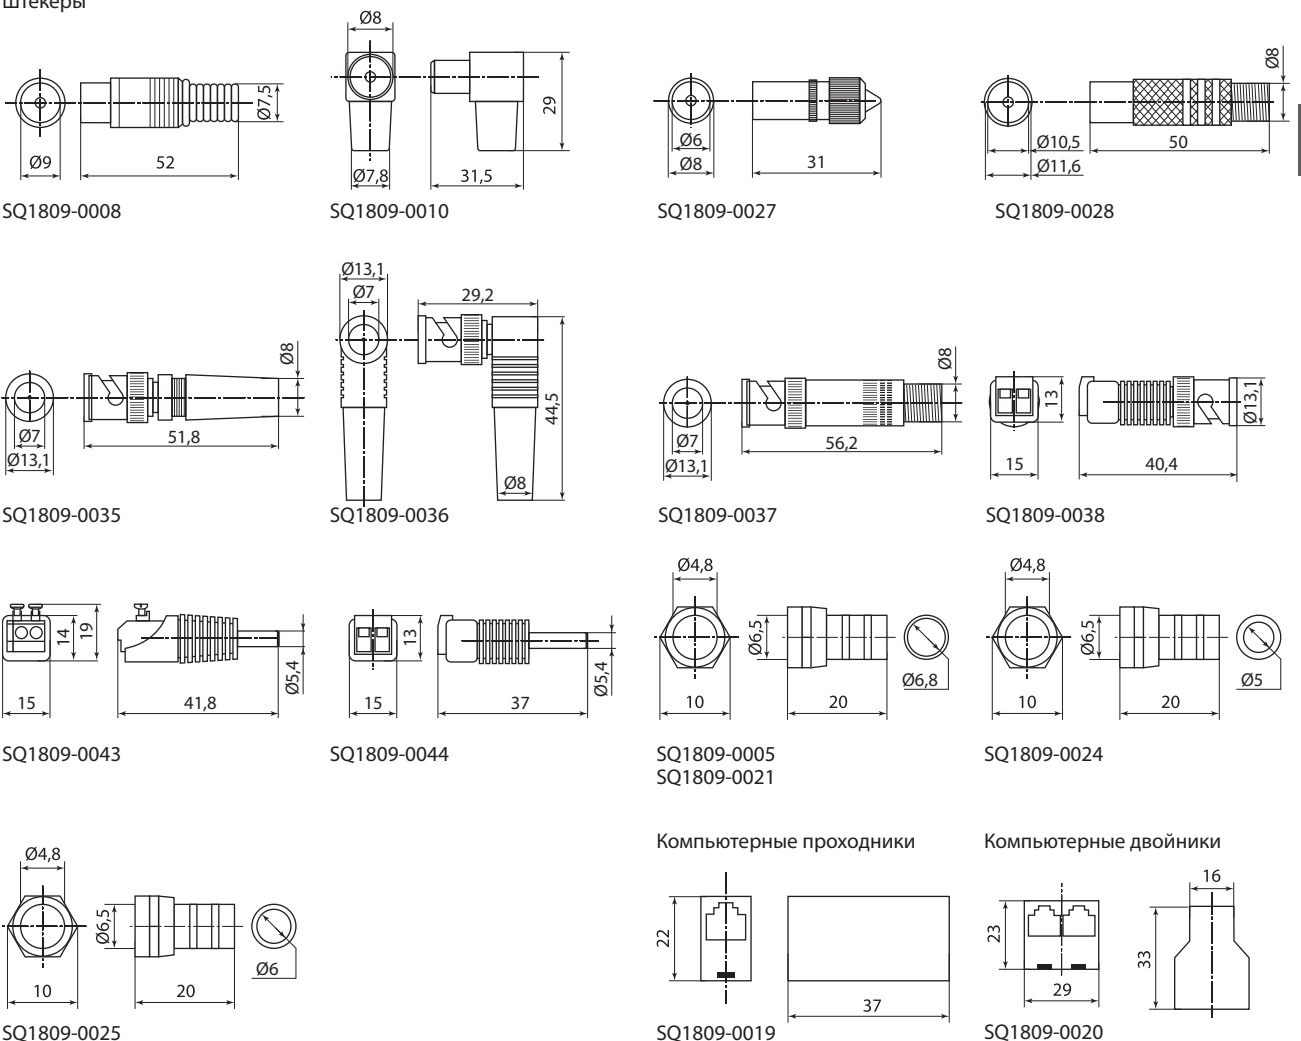 Штекеры
Ø9
52
Ø7,5
SQ1809-0008
Ø8
29
Ø7,8
31,5
SQ1809-0010
Ø6
Ø8
31
SQ1809-0027
Ø8
Ø10,5
Ø11,6
50
SQ1809-0028
Ø8
Ø7
Ø13,1
51,8
SQ1809-0035
Ø13,1
Ø7
29,2
44,5
Ø8
SQ1809-0036
Ø8
Ø7
Ø13,1
56,2
SQ1809-0037
13
15
Ø13,1
40,4
SQ1809-0038
14
19
15
41,8
Ø5,4
SQ1809-0043
13
15
37
Ø5,4
SQ1809-0044
Ø4,8
Ø6,5
10
20
Ø6,8
SQ1809-0005
SQ1809-0021
Ø4,8
Ø6,5
10
20
Ø5
SQ1809-0024
Ø4,8
Ø6,5
10
20
Ø6
SQ1809-0025
Компьютерные проходники
22
37
SQ1809-0019
Компьютерные двойники
23
29
16
33
SQ1809-0020